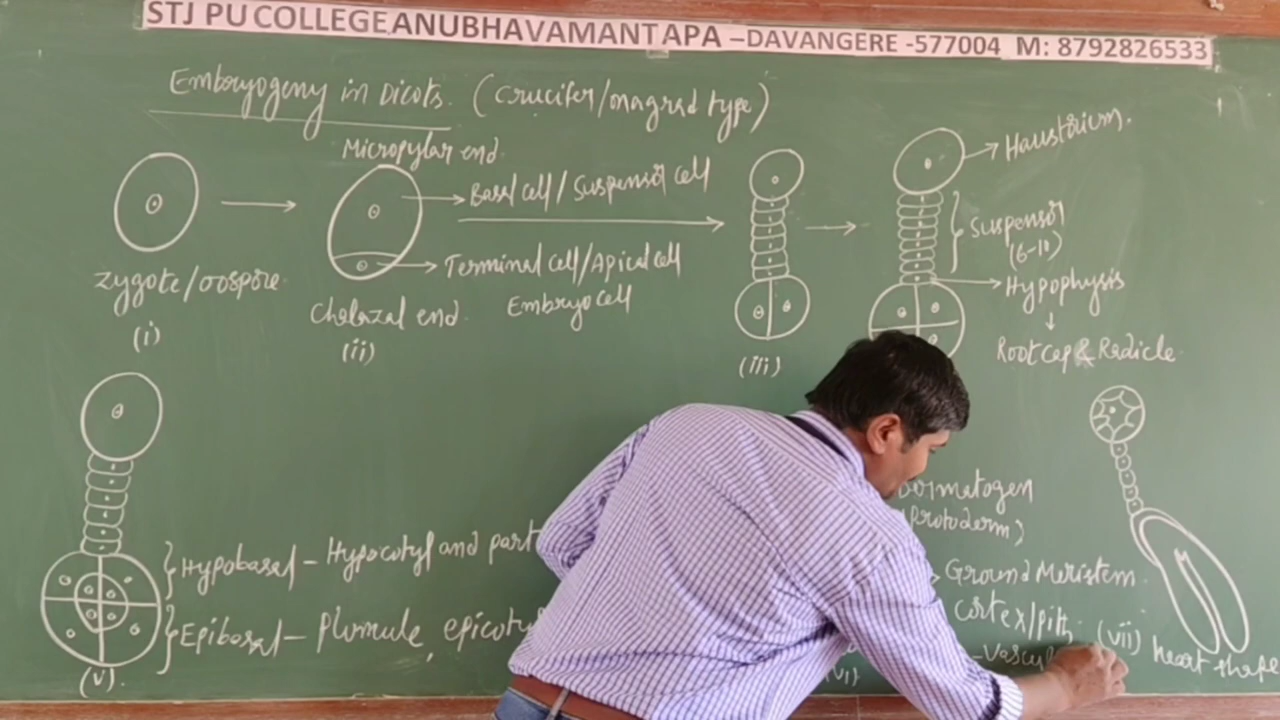 STJ PU COLLEGE ANUBHAVAMANTAPA –DAVANGERE -577004 M: 8792826533
Embryogeny in Dicots. (crucifer/onagrad type)
Micropylar end
Basal cell/Suspensor cell
Terminal cell/Apical cell
Embryo cell
zygote/oospore
(i)
chalazal end
(ii)
(iii)
Haustorium.
Suspensor
(6-10)
Hypophysis
Root cap & Radicle
Hypobasal – Hypocotyl and part
Epibasal – Plumule, epicoty
(v).
Dermatogen
(Protoderm)
Ground Meristem
cortex/pith
-Vascul
(vi)
(vii) heart shape